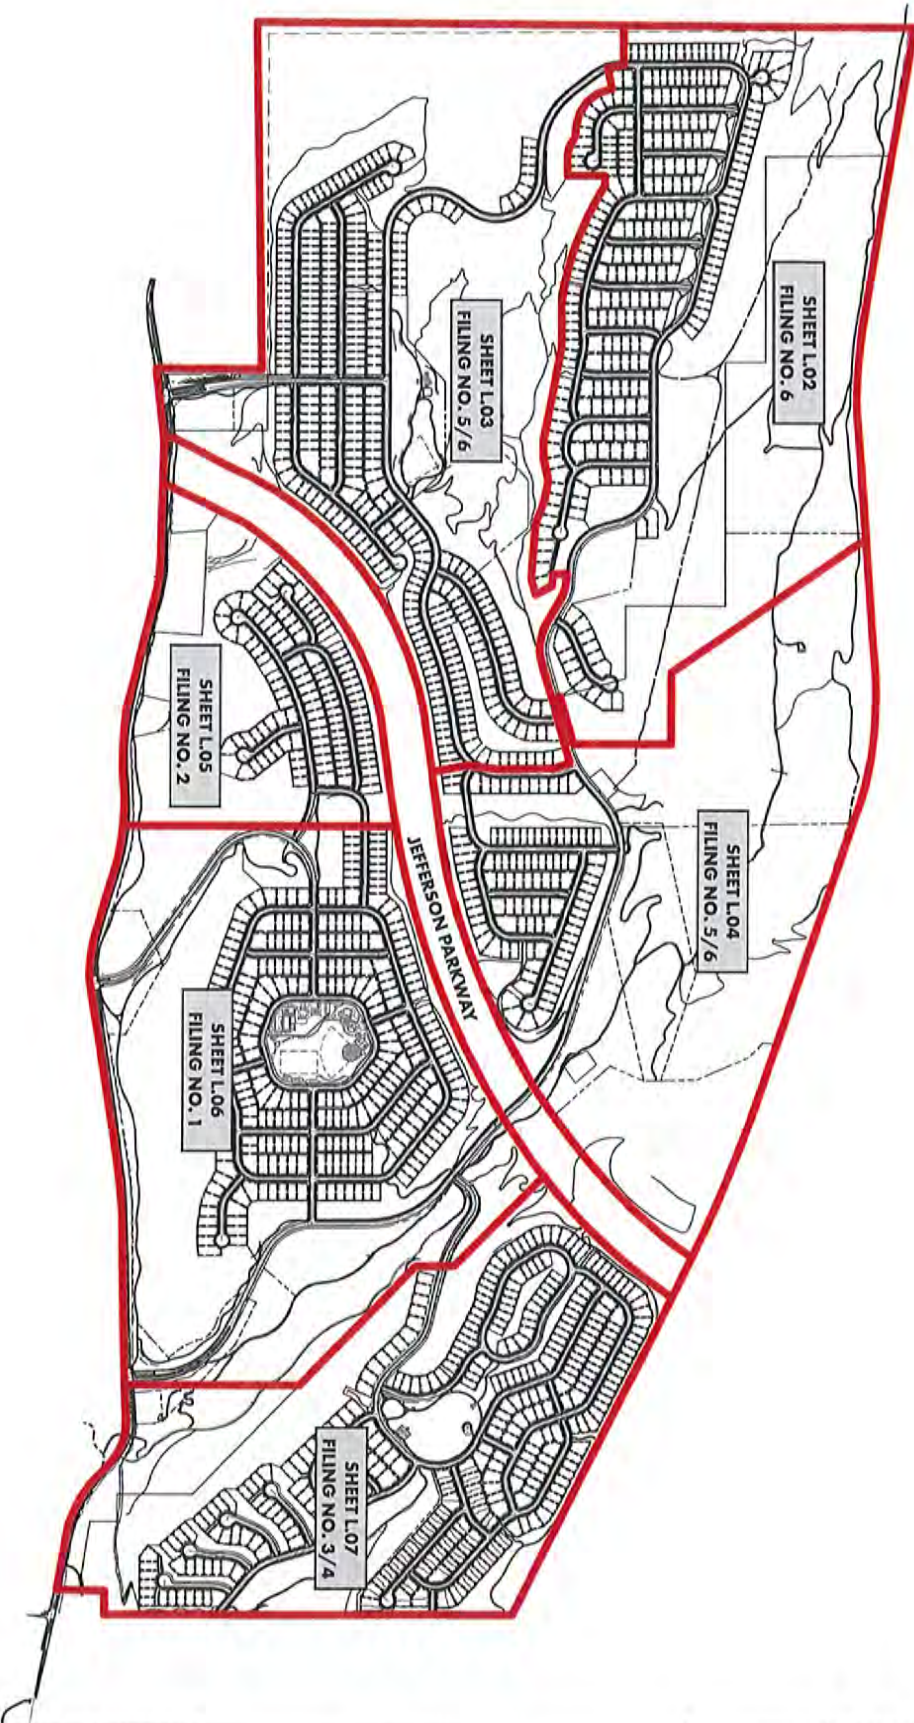 SHEET L.02
FILING NO. 6
SHEET L.03
FILING NO. 5/6
SHEET L.04
FILING NO. 5/6
SHEET L.05
FILING NO. 2
JEFFERSON PARKWAY
SHEET L.06
FILING NO. 1
SHEET L.07
FILING NO. 3/4